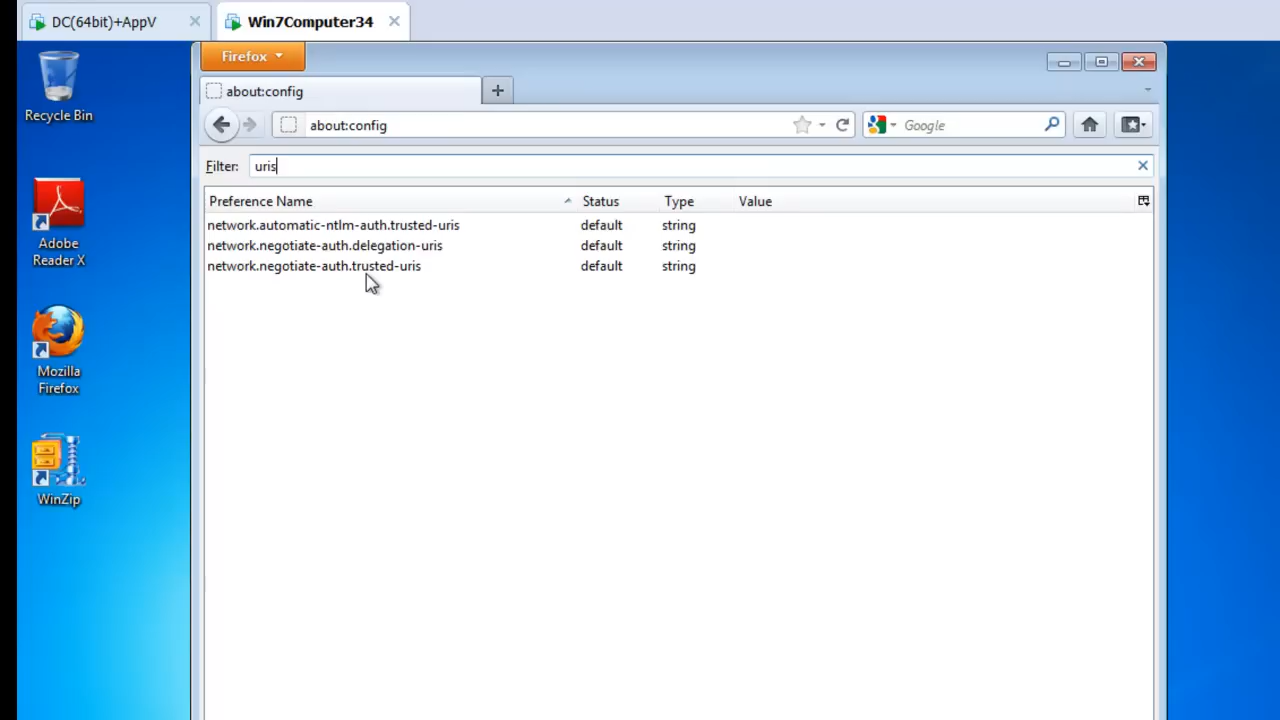 DC(64bit)+AppV
Win7Computer34
Recycle Bin
Adobe
Reader X
Mozilla
Firefox
WinZip
Firefox
about:config
about:config
Google
Filter: uris
Preference Name Status Type Value
network.automatic-ntlm-auth.trusted-uris default string
network.negotiate-auth.delegation-uris default string
network.negotiate-auth.trusted-uris default string